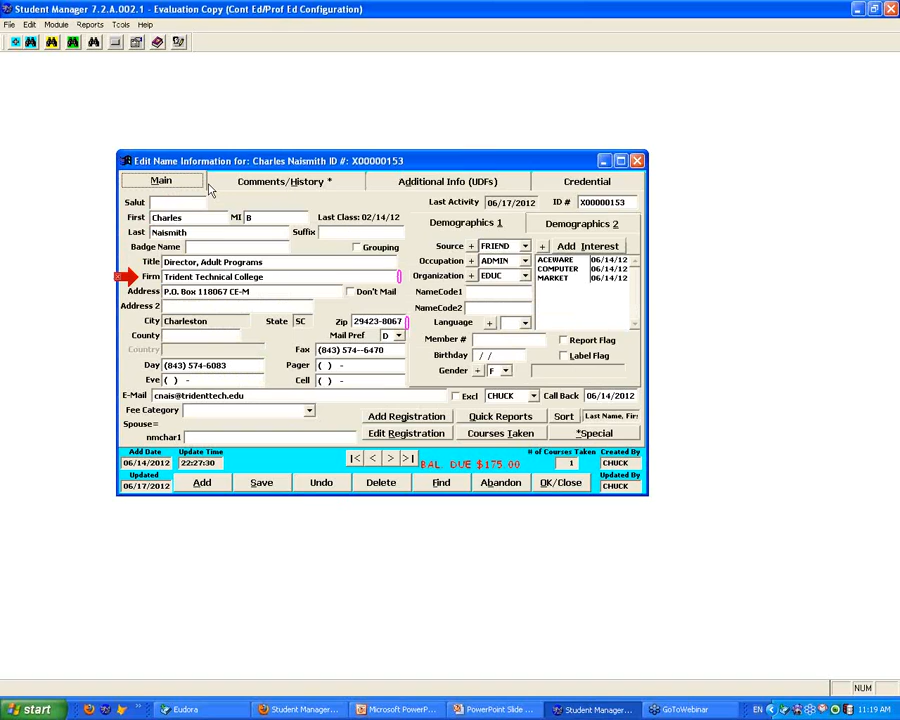 Student Manager 7.2.A.002.1 - Evaluation Copy (Cont Ed/Prof Ed Configuration)
File Edit Module Reports Tools Help
Edit Name Information for: Charles Naismith ID #: X00000153
Main Comments/History * Additional Info (UDFs) Credential
Salut Last Activity 06/17/2012 ID # X00000153
First Charles MI B Last Class: 02/14/12 Demographics 1 Demographics 2
Last Naismith Suffix
Badge Name Grouping Source + FRIEND + Add Interest
Title Director, Adult Programs Occupation + ADMIN ACEWARE 06/14/12
COMPUTER 06/14/12
Firm Trident Technical College Organization + EDUC MARKET 06/14/12
Address P.O. Box 118067 CE-M Don't Mail NameCode1
Address 2 NameCode2
City Charleston State SC Zip 29423-8067 Language +
County Mail Pref D Member # Report Flag
Country Fax (843) 574--6470 Birthday / / Label Flag
Day (843) 574-6083 Pager ( ) - Gender + F
Eve ( ) - Cell ( ) -
E-Mail cnais@tridenttech.edu Excl CHUCK Call Back 06/14/2012
Fee Category Add Registration Quick Reports Sort Last Name, Fir
Spouse=
nmchar1 Edit Registration Courses Taken *Special
Add Date Update Time # of Courses Taken Created By
06/14/2012 22:27:30 |< < > >| BAL. DUE $175.00 1 CHUCK
Updated Updated By
06/17/2012 Add Save Undo Delete Find Abandon OK/Close CHUCK
NUM
start Eudora Student Manager... Microsoft PowerP... PowerPoint Slide ... Student Manager... GoToWebinar EN 11:19 AM